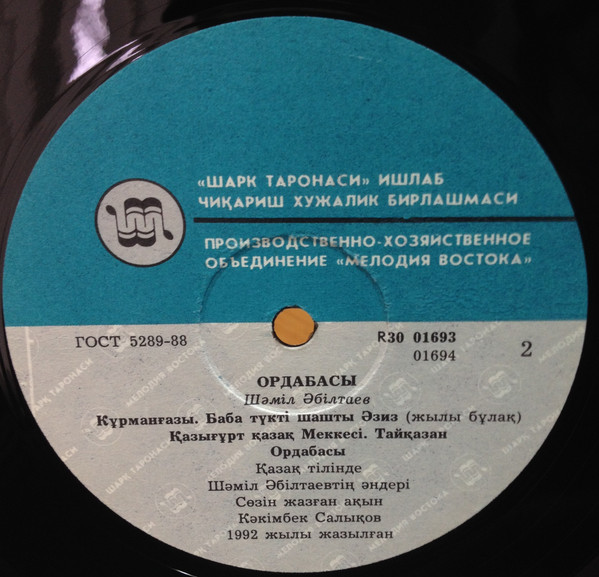 «ШАРК ТАРОНАСИ» ИШЛАБ
ЧИҚАРИШ ХУЖАЛИК БИРЛАШМАСИ
ПРОИЗВОДСТВЕННО-ХОЗЯЙСТВЕННОЕ
ОБЪЕДИНЕНИЕ «МЕЛОДИЯ ВОСТОКА»
ГОСТ 5289-88
R30 01693
01694
2
ОРДАБАСЫ
Шәміл Әбілтаев
Құрманғазы. Баба түкті шашты Әзиз (жылы бұлақ)
Қазығұрт қазақ Меккесі. Тайқазан
Ордабасы
Қазақ тілінде
Шәміл Әбілтаевтің әндері
Сөзін жазған ақын
Кәкімбек Салықов
1992 жылы жазылған